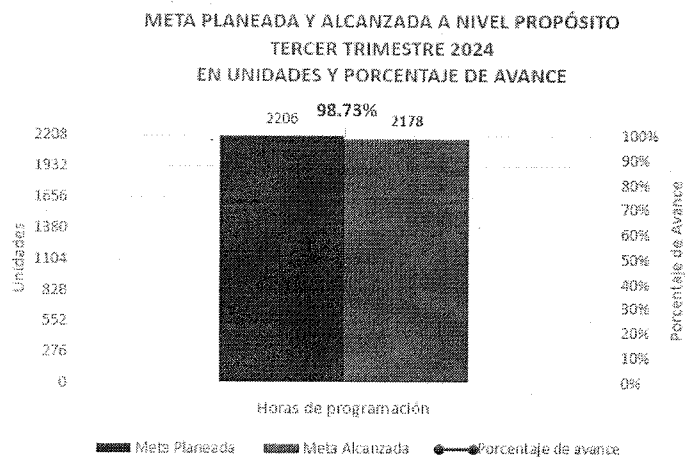 META PLANEADA Y ALCANZADA A NIVEL PROPÓSITO
TERCER TRIMESTRE 2024
EN UNIDADES Y PORCENTAJE DE AVANCE
2206 98.73% 2178
2208
1932
1656
1380
1104
828
552
276
0
Unidades
100%
90%
80%
70%
60%
50%
40%
30%
20%
10%
0%
Porcentaje de Avance
Horas de programación
Meta Planeada Meta Alcanzada Porcentaje de avance